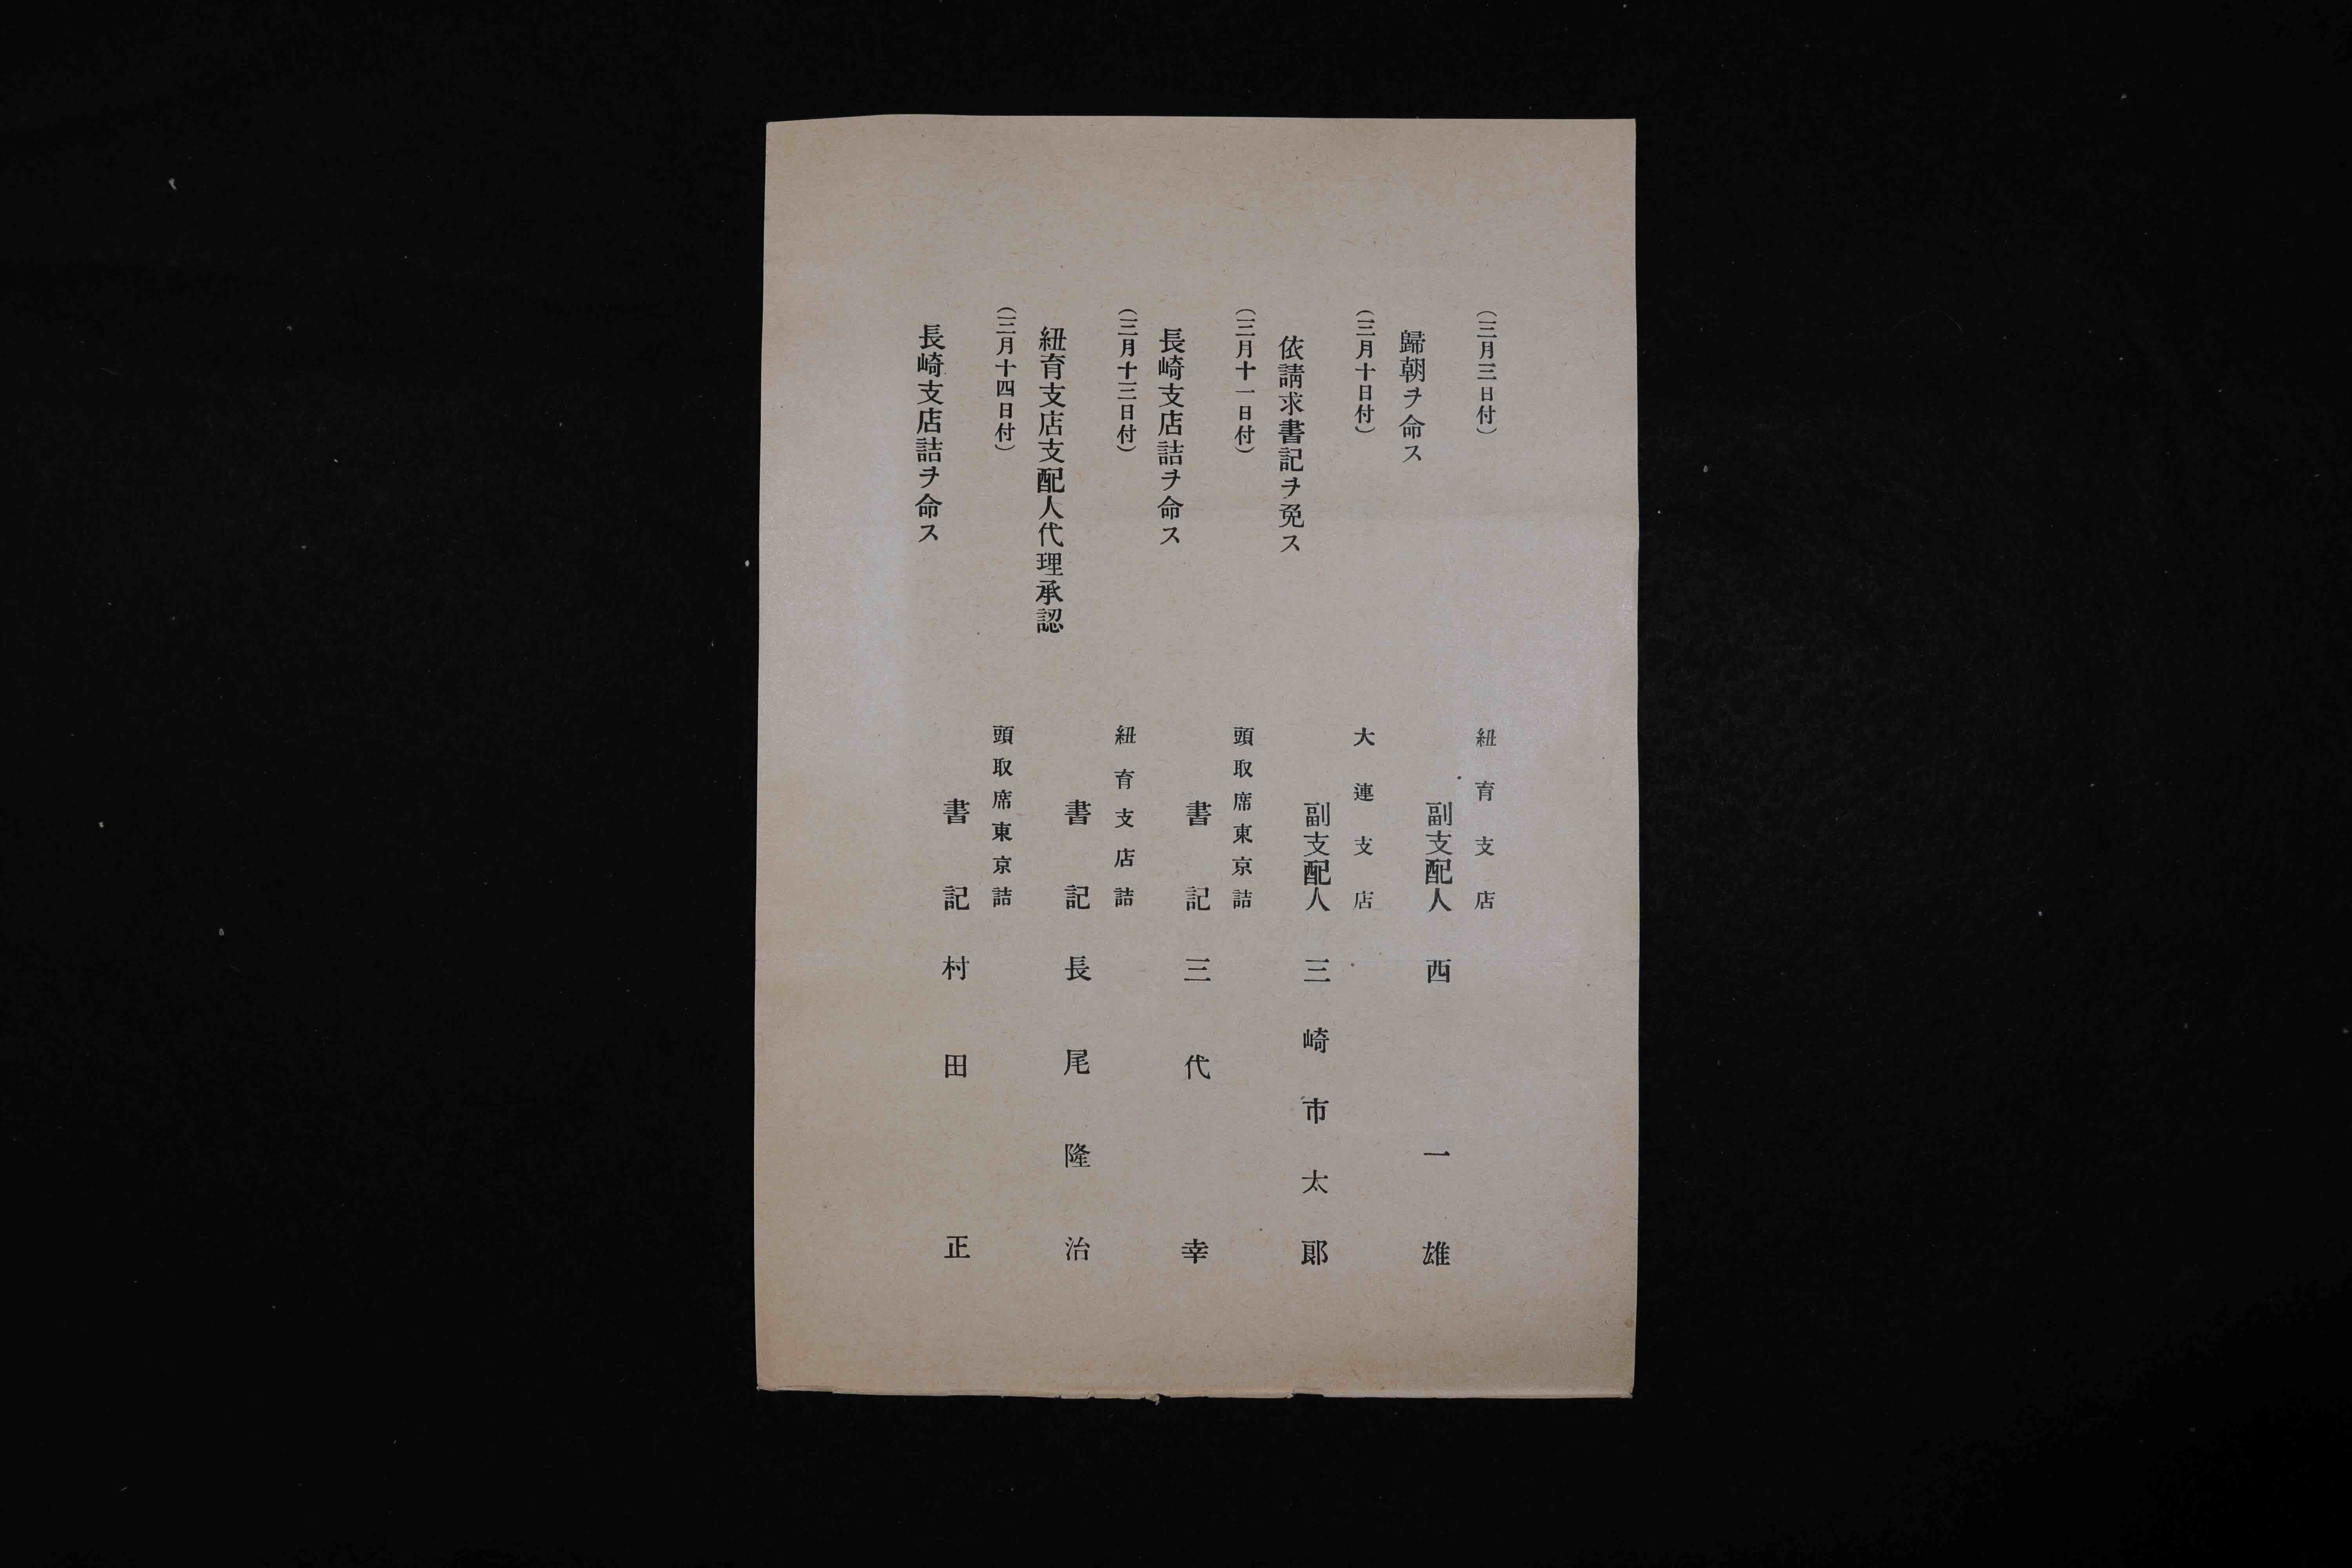 （三月三日付）
紐育支店
副支配人　西一雄
歸朝ヲ命ス
（三月十日付）
大連支店
副支配人　三崎市太郎
依請求書記ヲ免ス
（三月十一日付）
頭取席東京詰
書記　三代幸
長崎支店詰ヲ命ス
（三月十三日付）
紐育支店詰
書記　長尾隆治
紐育支店支配人代理承認
（三月十四日付）
頭取席東京詰
書記　村田正
長崎支店詰ヲ命ス